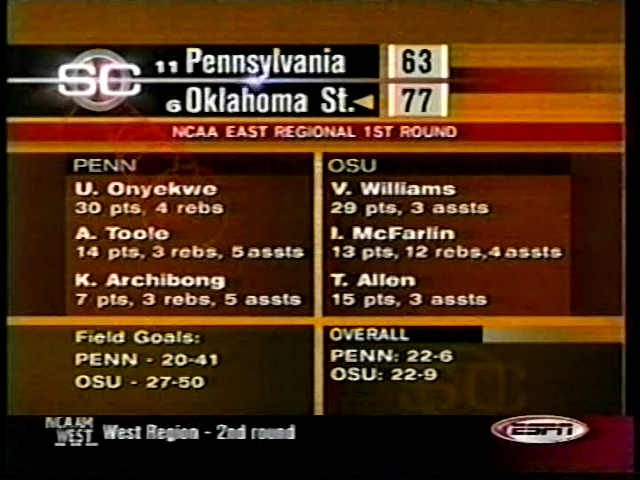 SC
11 Pennsylvania 63
6 Oklahoma St. 77
NCAA EAST REGIONAL 1ST ROUND
PENN
U. Onyekwe
30 pts, 4 rebs
A. Toole
14 pts, 3 rebs, 5 assts
K. Archibong
7 pts, 3 rebs, 5 assts
OSU
V. Williams
29 pts, 3 assts
I. McFarlin
13 pts, 12 rebs, 4 assts
T. Allen
15 pts, 3 assts
Field Goals:
PENN - 20-41
OSU - 27-50
OVERALL
PENN: 22-6
OSU: 22-9
NCAAM
WEST
West Region - 2nd round
ESPN